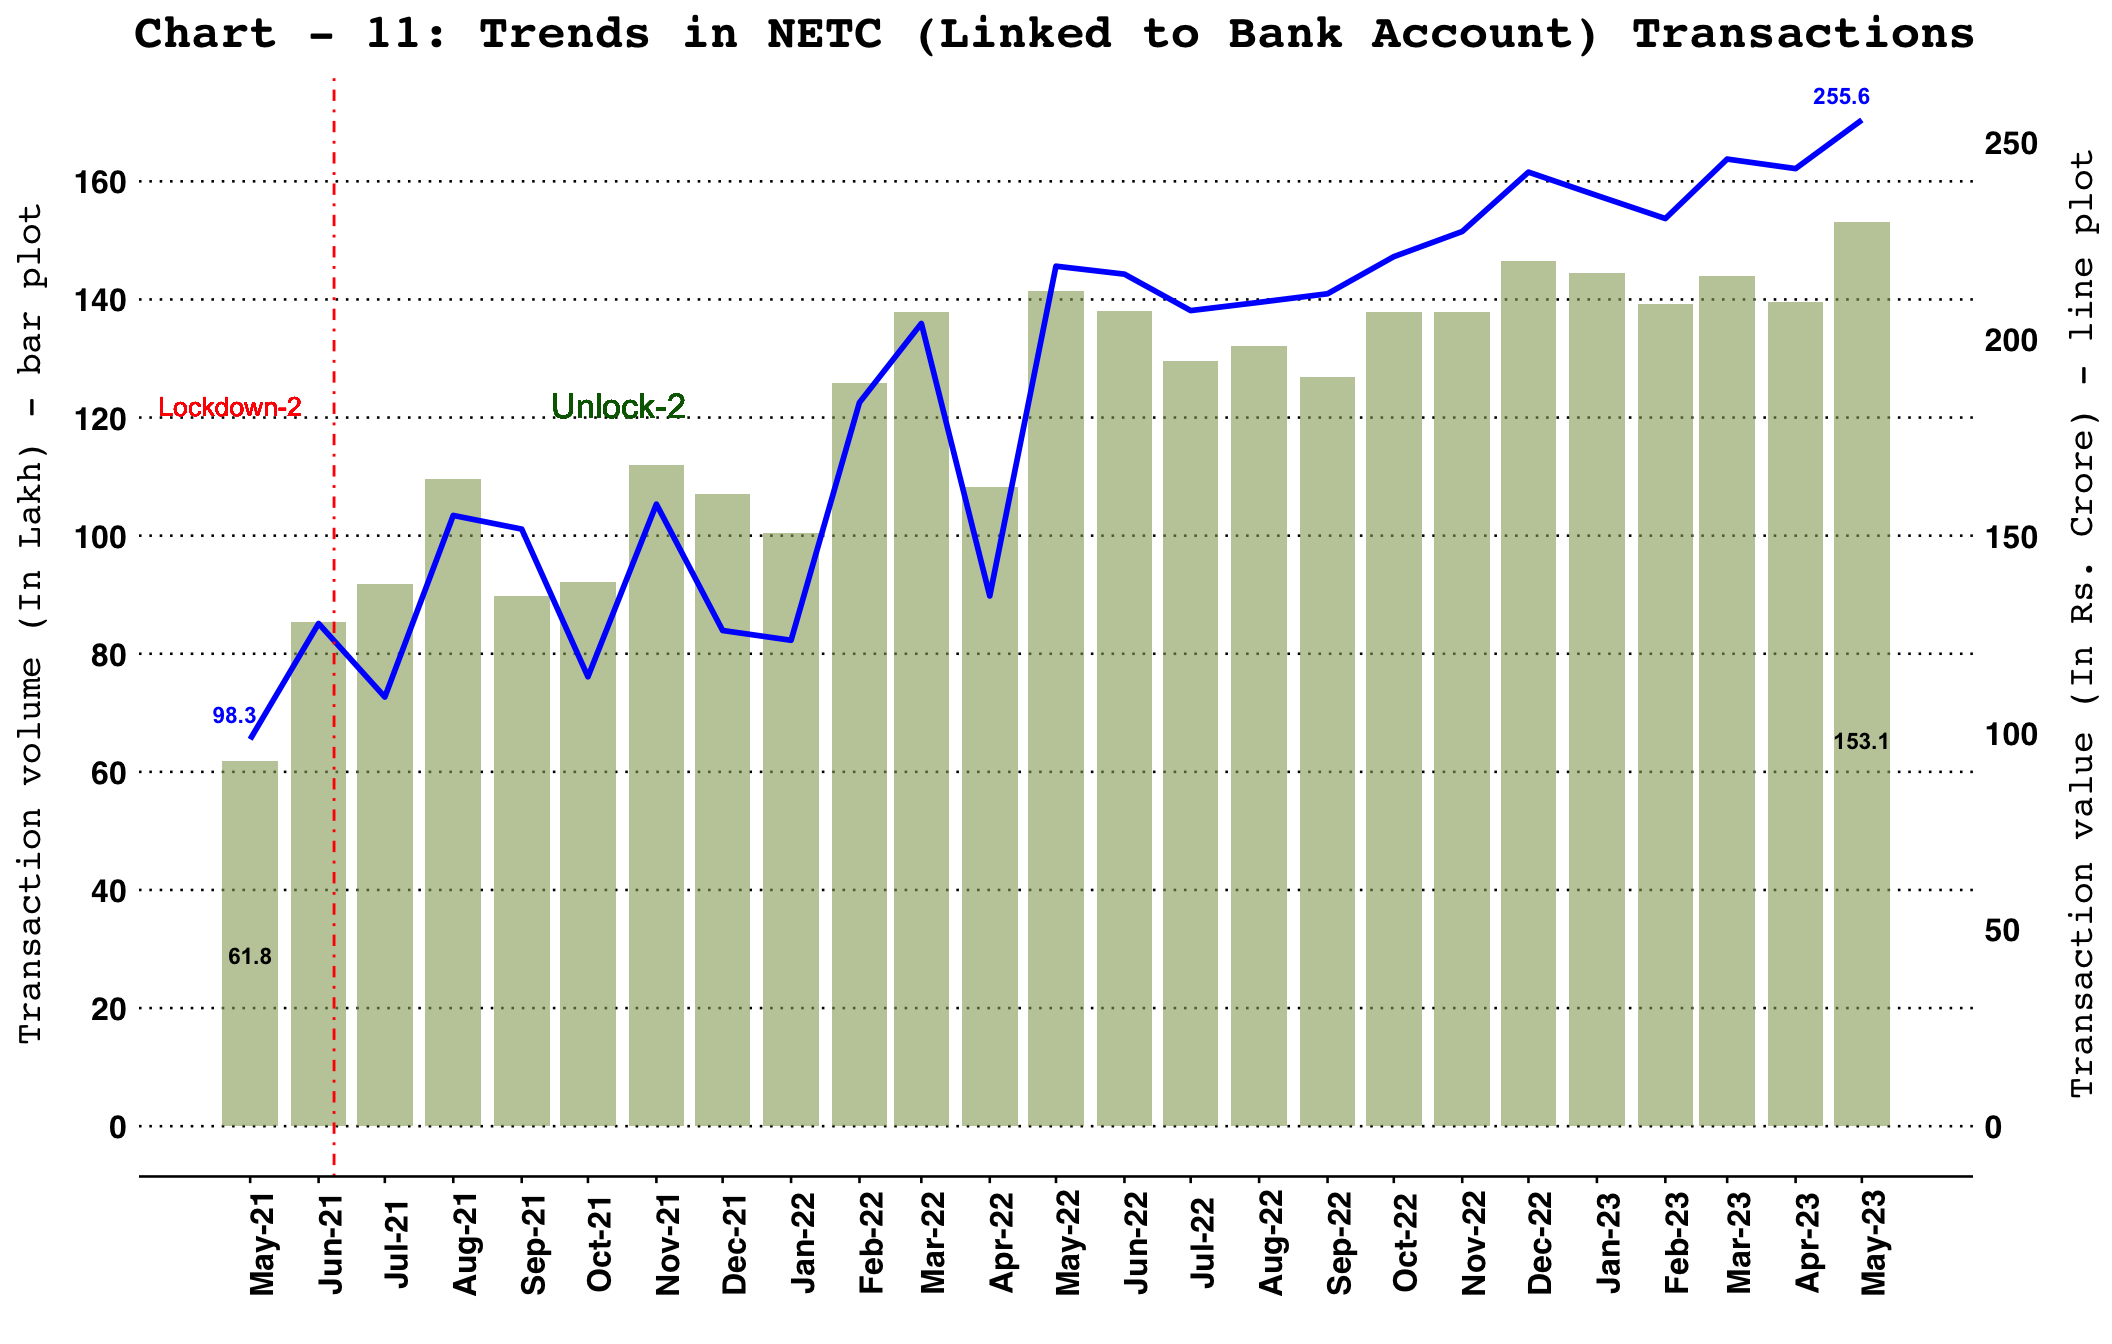 Chart - 11: Trends in NETC (Linked to Bank Account) Transactions
Transaction volume (In Lakh) - bar plot
160
140
120
100
80
60
40
20
0
Lockdown-2
Unlock-2
98.3
255.6
61.8
153.1
250
200
150
100
50
0
Transaction value (In Rs. Crore) - line plot
May-21
Jun-21
Jul-21
Aug-21
Sep-21
Oct-21
Nov-21
Dec-21
Jan-22
Feb-22
Mar-22
Apr-22
May-22
Jun-22
Jul-22
Aug-22
Sep-22
Oct-22
Nov-22
Dec-22
Jan-23
Feb-23
Mar-23
Apr-23
May-23